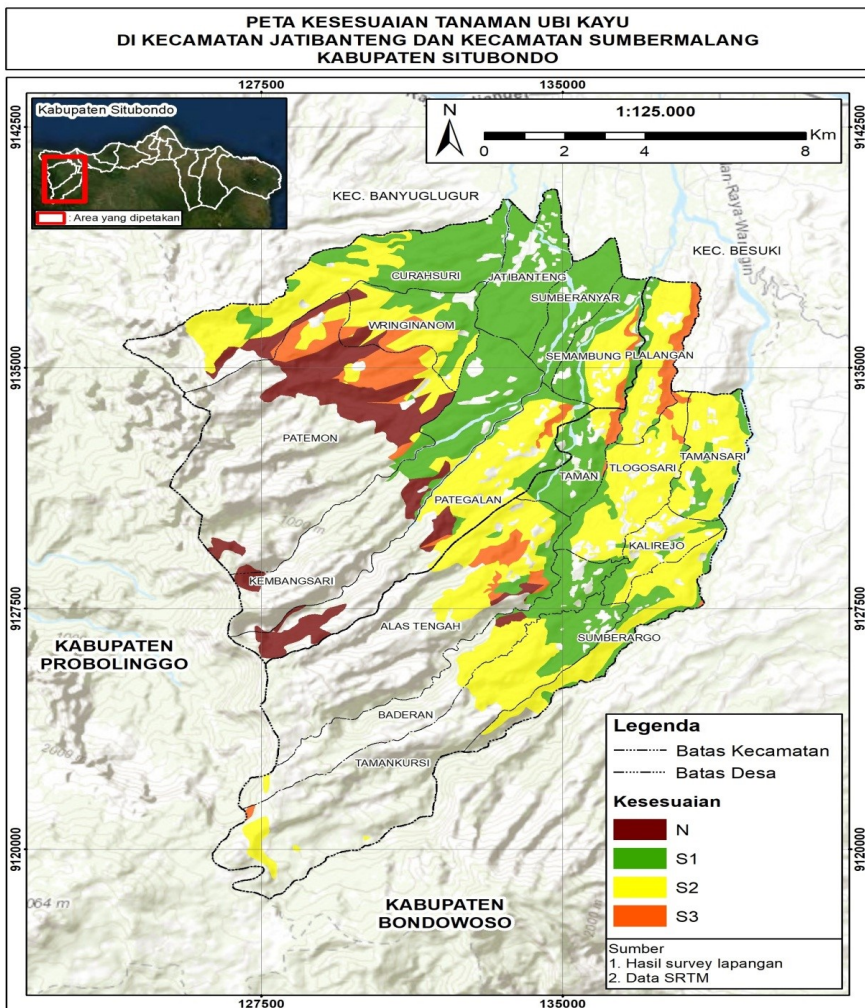 PETA KESESUAIAN TANAMAN UBI KAYU
DI KECAMATAN JATIBANTENG DAN KECAMATAN SUMBERMALANG
KABUPATEN SITUBONDO
127500
135000
9142500
9142500
Kabupaten Situbondo
: Area yang dipetakan
N
1:125.000
Km
0 2 4 8
KEC. BANYUGLUGUR
KEC. BESUKI
CURAHSURI
JATIBANTENG
SUMBERANYAR
WRINGINANOM
SEMAMBUNG
PLALANGAN
9135000
9135000
PATEMON
TAMANSARI
TLOGOSARI
TAMAN
PATEGALAN
1000 m
KALIREJO
KEMBANGSARI
9127500
9127500
ALAS TENGAH
SUMBERARGO
KABUPATEN
PROBOLINGGO
BADERAN
2000 m
TAMANKURSI
Legenda
Batas Kecamatan
Batas Desa
Kesesuaian
N
S1
S2
S3
9120000
9120000
KABUPATEN
BONDOWOSO
2000 m
064 m
Sumber
1. Hasil survey lapangan
2. Data SRTM
127500
135000